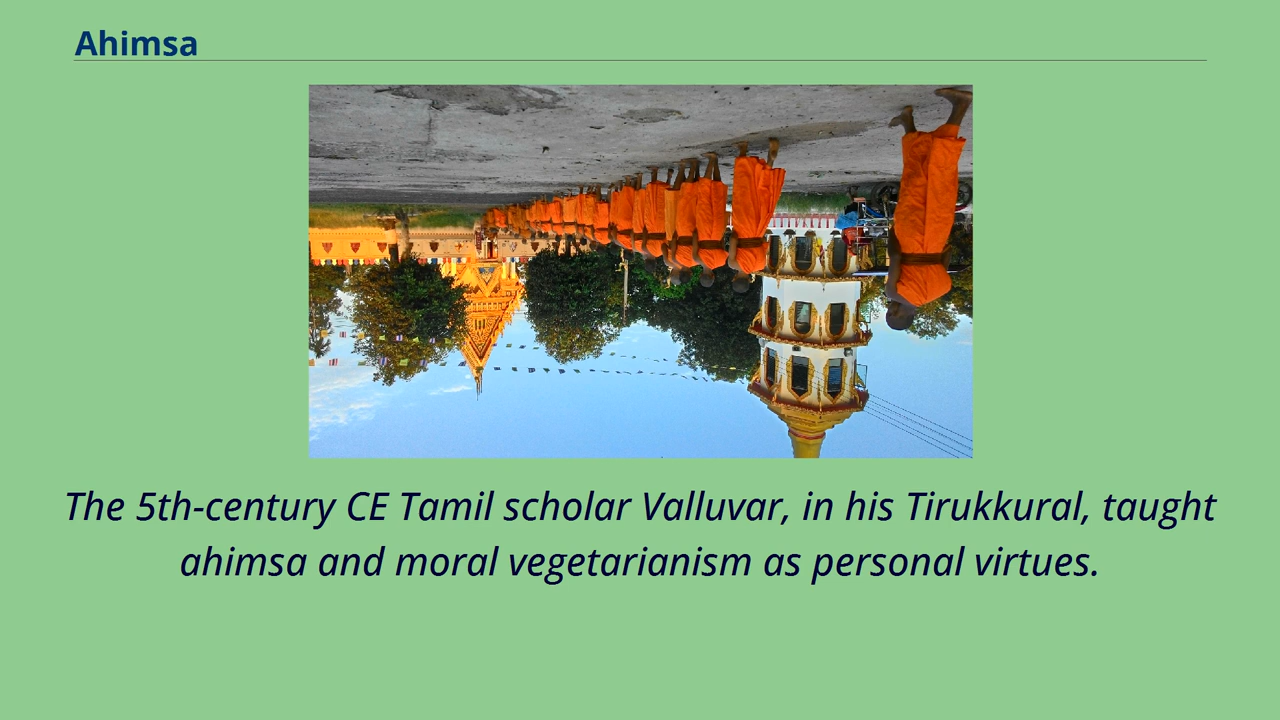 Ahimsa
The 5th-century CE Tamil scholar Valluvar, in his Tirukkural, taught
ahimsa and moral vegetarianism as personal virtues.